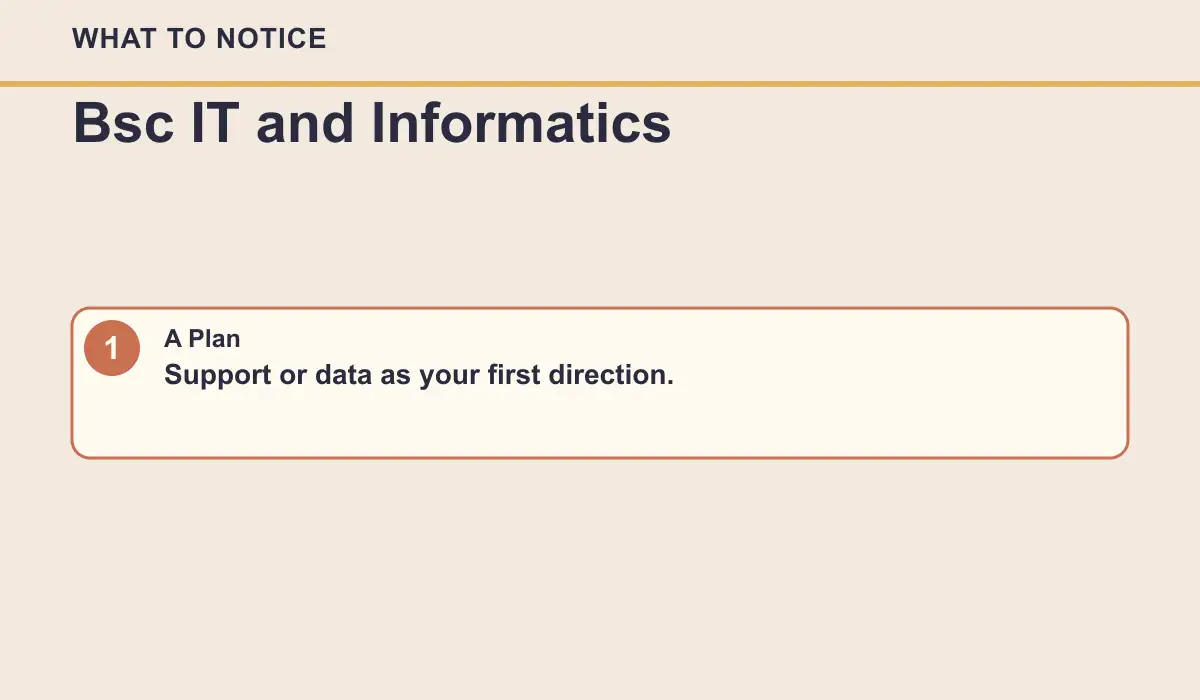 WHAT TO NOTICE
Bsc IT and Informatics
1
A Plan
Support or data as your first direction.